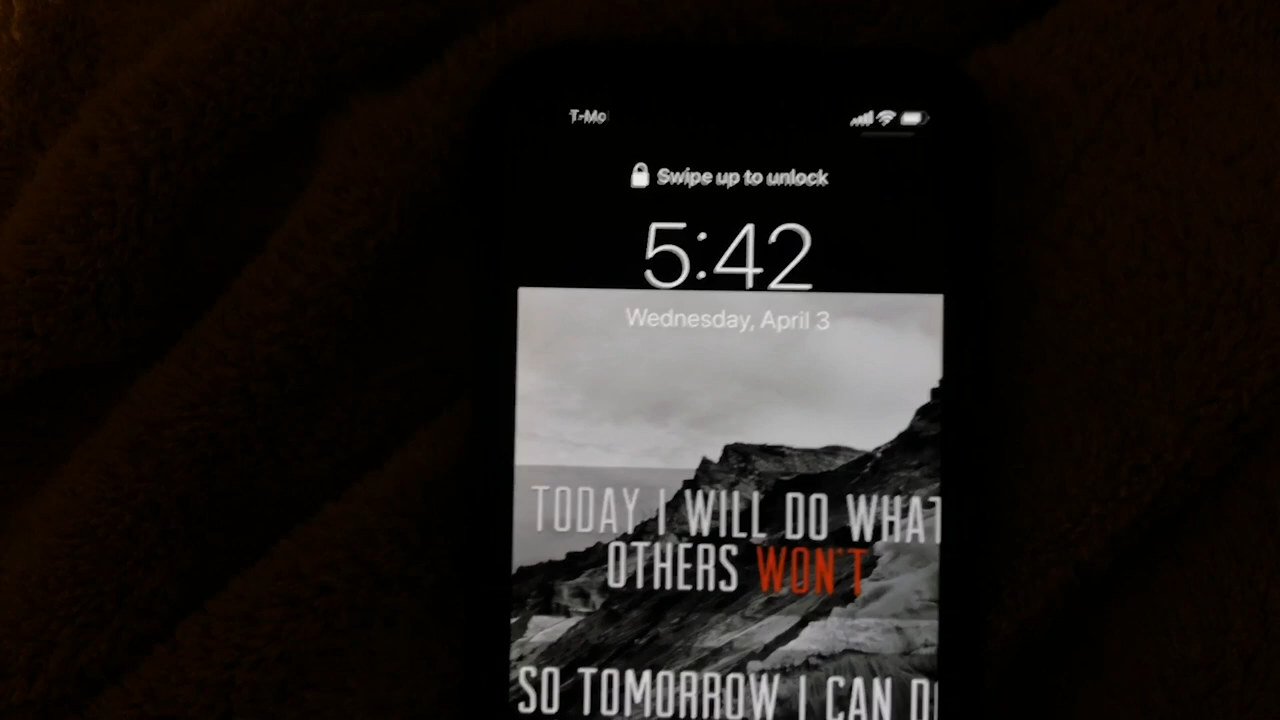 T-Mo
Swipe up to unlock
5:42
Wednesday, April 3
TODAY I WILL DO WHAT
OTHERS WON'T
SO TOMORROW I CAN